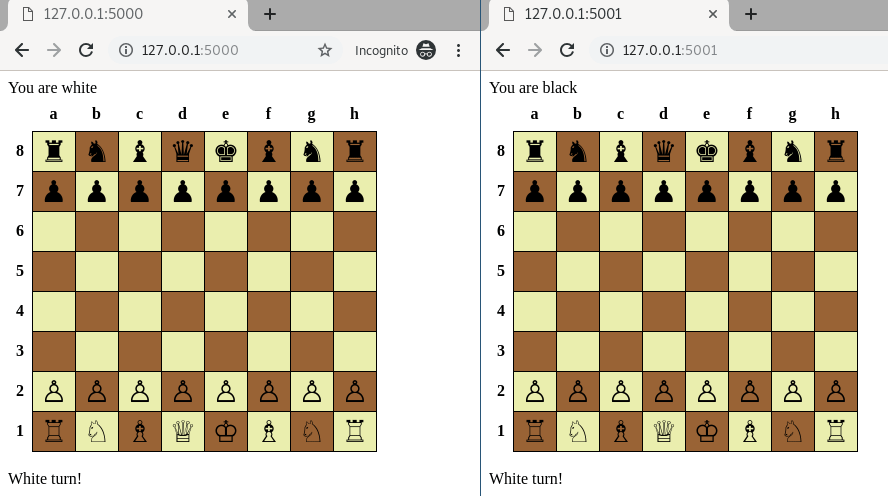 127.0.0.1:5000
127.0.0.1:5000
Incognito
You are white
a b c d e f g h
8
7
6
5
4
3
2
1
White turn!
127.0.0.1:5001
127.0.0.1:5001
You are black
a b c d e f g h
8
7
6
5
4
3
2
1
White turn!